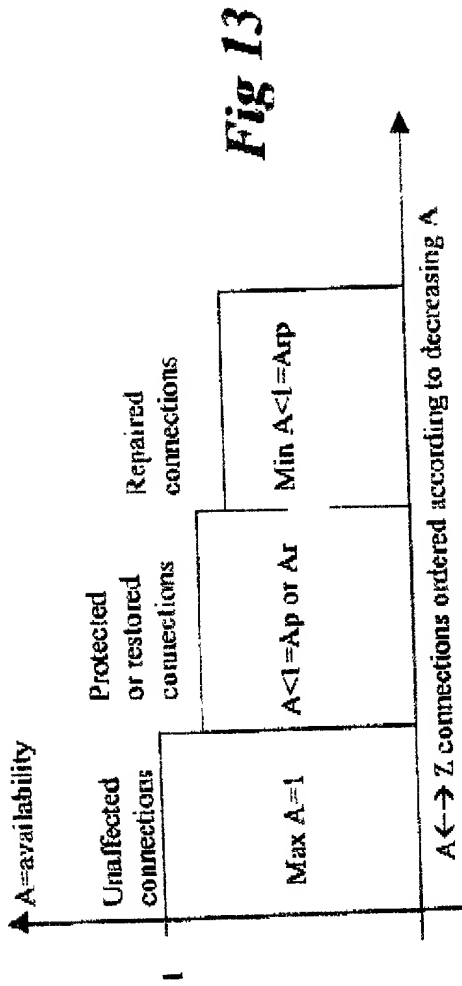 A=availability
Unaffected
connections
Protected
or restored
connections
Repaired
connections
1
Max A=1
A<1=Ap or Ar
Min A<1=Arp
A←→ Z connections ordered according to decreasing A
Fig 13